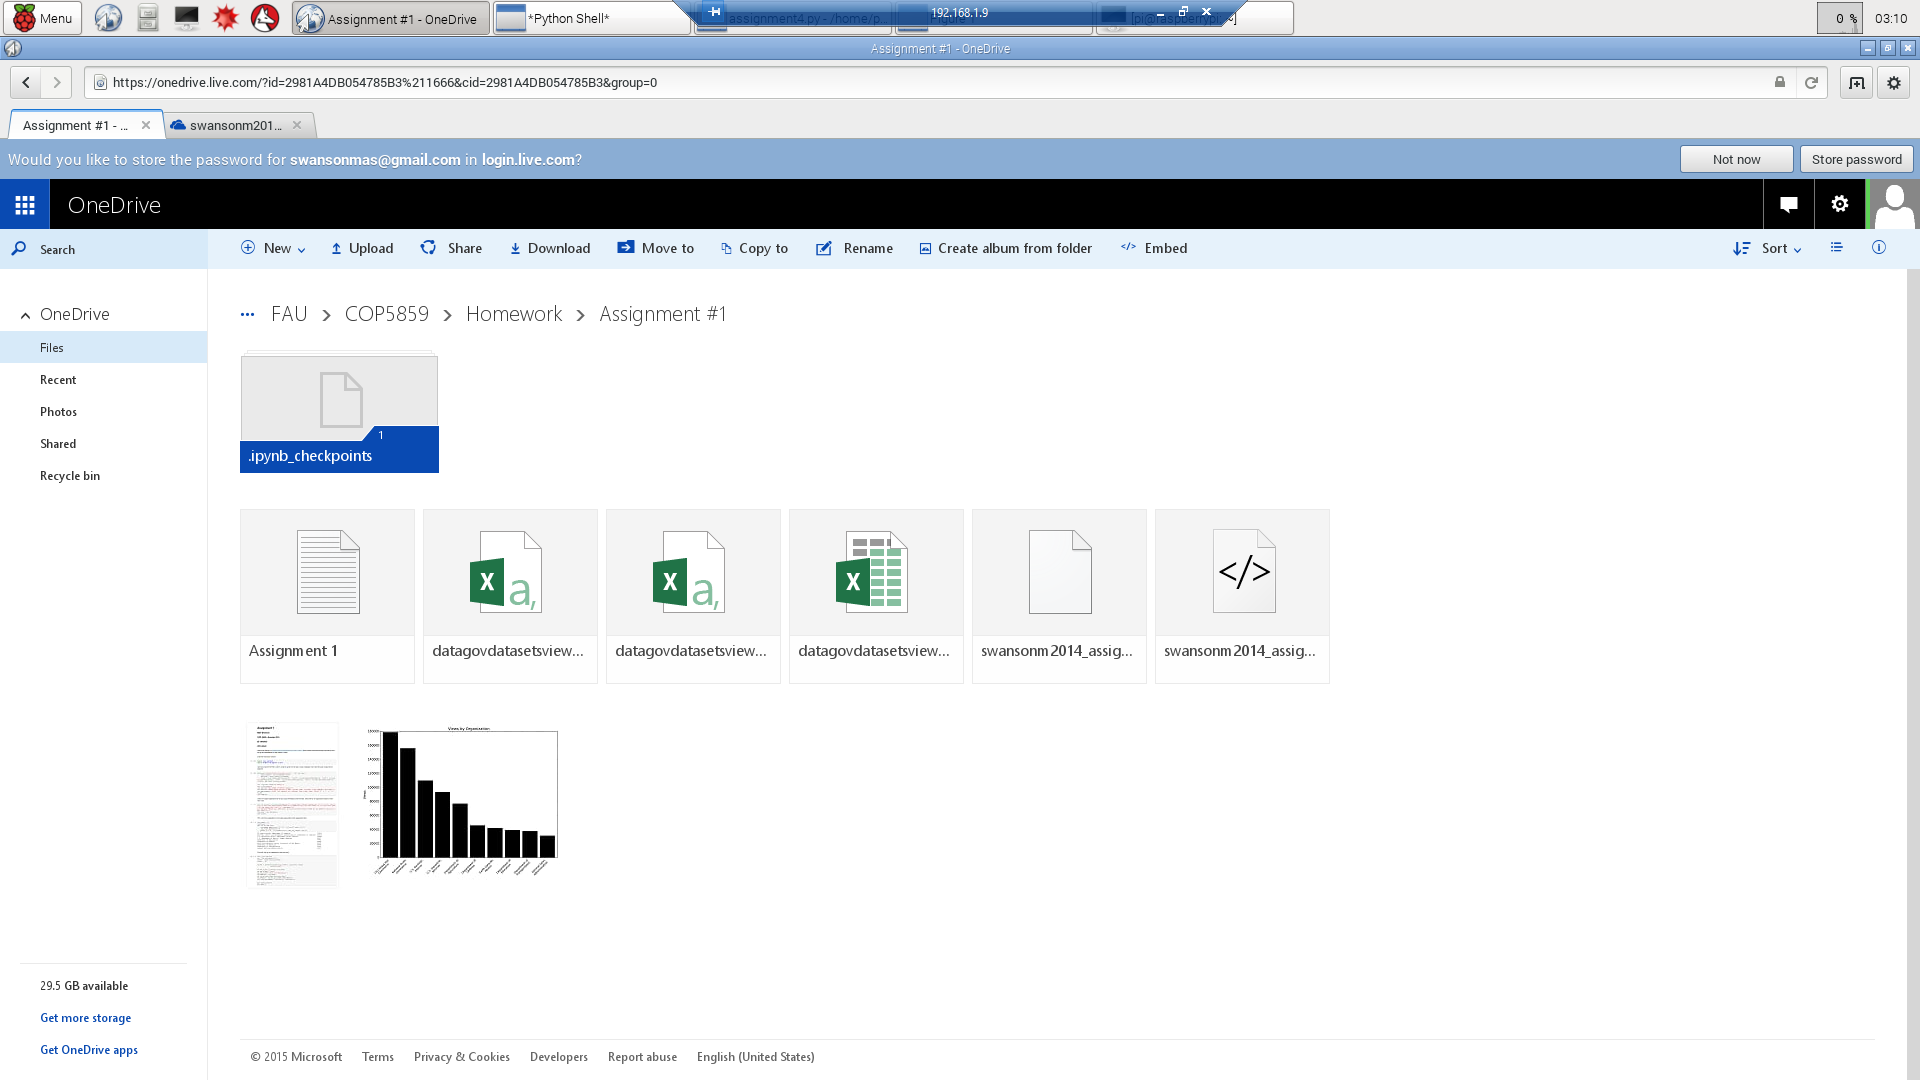 Menu
Assignment #1 - OneDrive
*Python Shell*
assignment4.py - /home/p...
192.168.1.9
[pi@raspberrypi: ~]
0 %
03:10
Assignment #1 - OneDrive
https://onedrive.live.com/?id=2981A4DB054785B3%211666&cid=2981A4DB054785B3&group=0
Assignment #1 - ...
swansonm201...
Would you like to store the password for swansonmas@gmail.com in login.live.com?
Not now
Store password
OneDrive
Search
New
Upload
Share
Download
Move to
Copy to
Rename
Create album from folder
Embed
Sort
OneDrive
Files
Recent
Photos
Shared
Recycle bin
FAU > COP5859 > Homework > Assignment #1
1
.ipynb_checkpoints
Assignment 1
datagovdatasetsview...
datagovdatasetsview...
datagovdatasetsview...
swansonm2014_assig...
swansonm2014_assig...
Views by Organization
29.5 GB available
Get more storage
Get OneDrive apps
© 2015 Microsoft
Terms
Privacy & Cookies
Developers
Report abuse
English (United States)